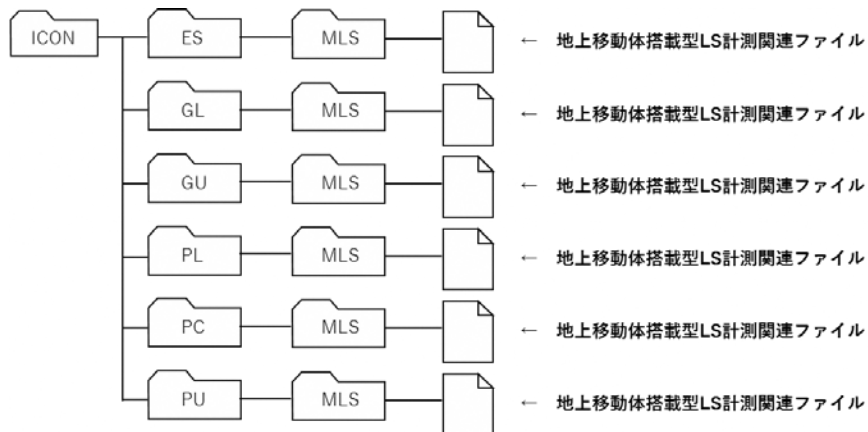 ICON ES MLS ← 地上移動体搭載型LS計測関連ファイル
GL MLS ← 地上移動体搭載型LS計測関連ファイル
GU MLS ← 地上移動体搭載型LS計測関連ファイル
PL MLS ← 地上移動体搭載型LS計測関連ファイル
PC MLS ← 地上移動体搭載型LS計測関連ファイル
PU MLS ← 地上移動体搭載型LS計測関連ファイル